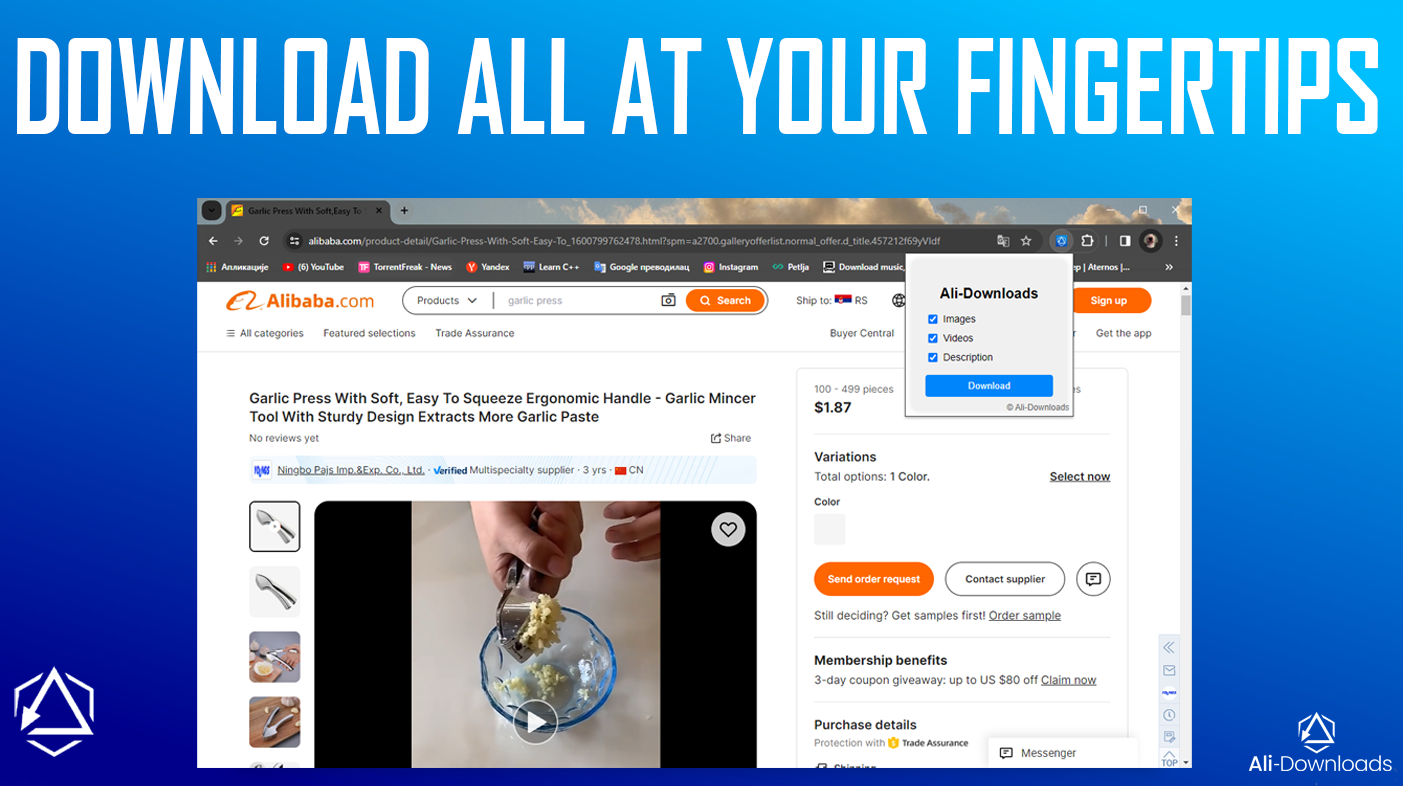 DOWNLOAD ALL AT YOUR FINGERTIPS
Garlic Press With Soft,Easy To
alibaba.com/product-detail/Garlic-Press-With-Soft-Easy-To_1600799762478.html?spm=a2700.galleryofferlist.normal_offer.d_title.457212f69yVIdf
Апликације (6) YouTube TorrentFreak - News Yandex Learn C++ Google преводилац Instagram Petlja Download music, ер | Aternos |... »
Alibaba.com Products garlic press Search Ship to: RS Sign up
All categories Featured selections Trade Assurance Buyer Central Get the app
Ali-Downloads
Images
Videos
Description
Download
© Ali-Downloads
Garlic Press With Soft, Easy To Squeeze Ergonomic Handle - Garlic Mincer
Tool With Sturdy Design Extracts More Garlic Paste
No reviews yet Share
Ningbo Pajs Imp.&Exp. Co., Ltd. · Verified Multispecialty supplier · 3 yrs · CN
100 - 499 pieces
$1.87
Variations
Total options: 1 Color. Select now
Color
Send order request Contact supplier
Still deciding? Get samples first! Order sample
Membership benefits
3-day coupon giveaway: up to US $80 off Claim now
Purchase details
Protection with Trade Assurance
Shipping
Messenger
TOP
Ali-Downloads